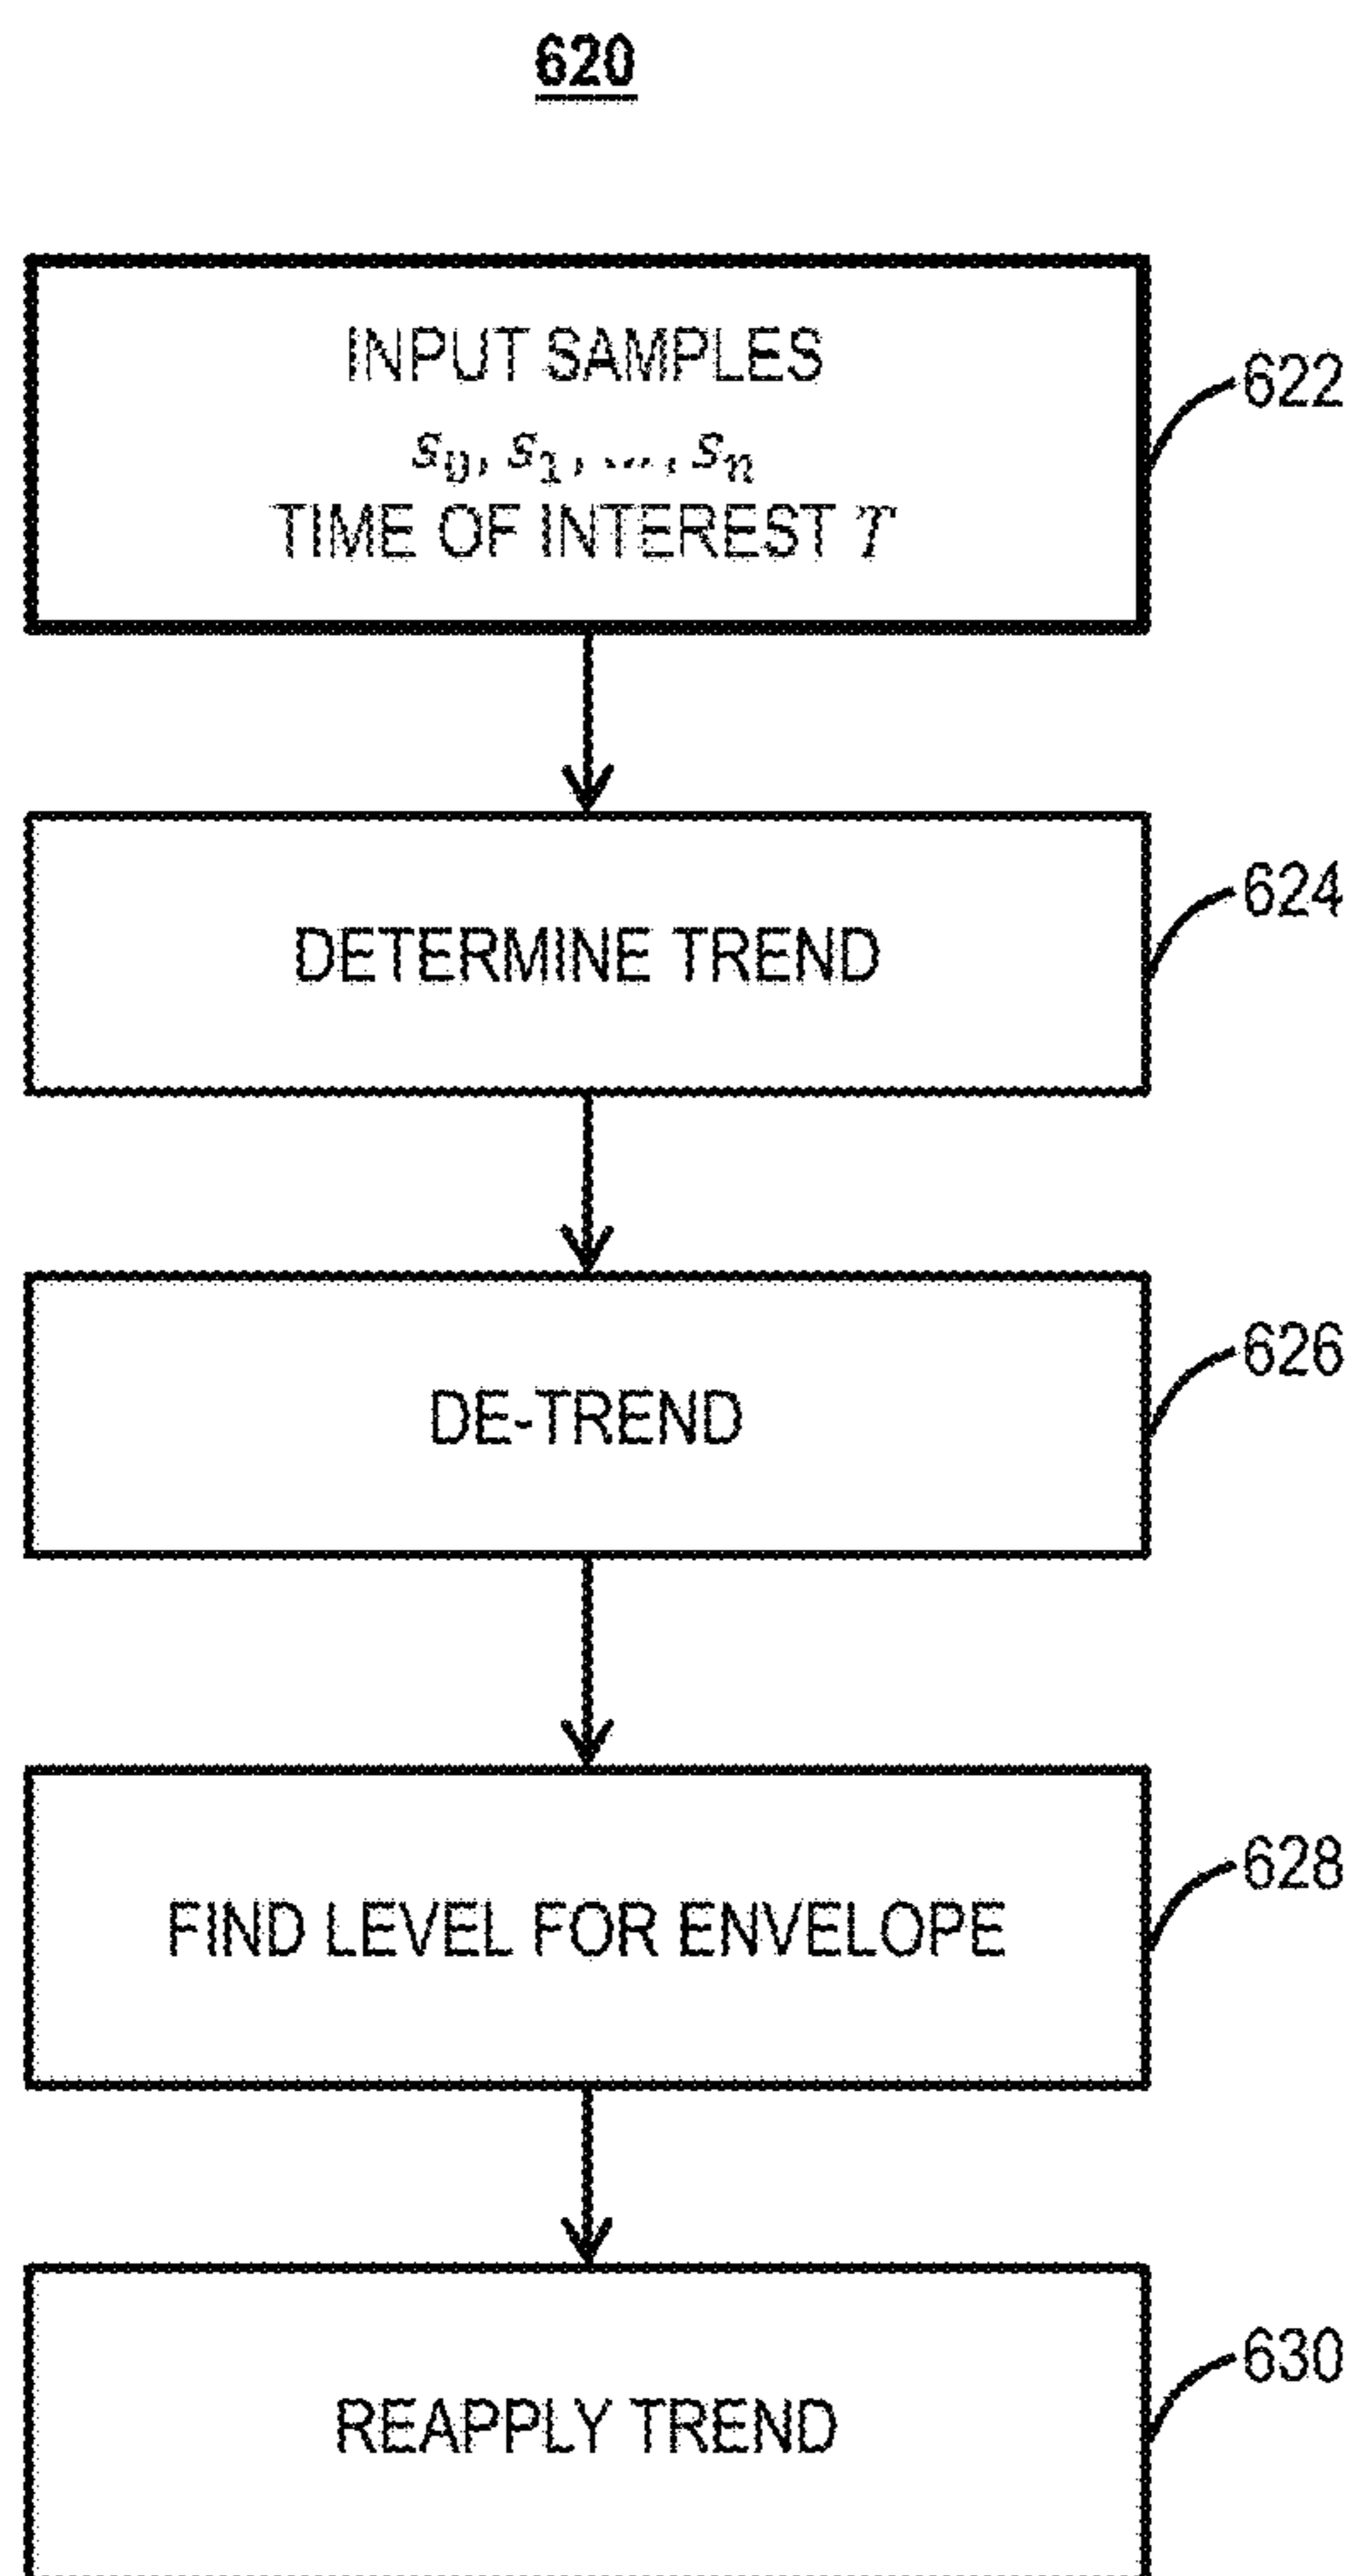 620
INPUT SAMPLES
s₀, s₁, ..., sₙ
TIME OF INTEREST T
622
DETERMINE TREND
624
DE-TREND
626
FIND LEVEL FOR ENVELOPE
628
REAPPLY TREND
630